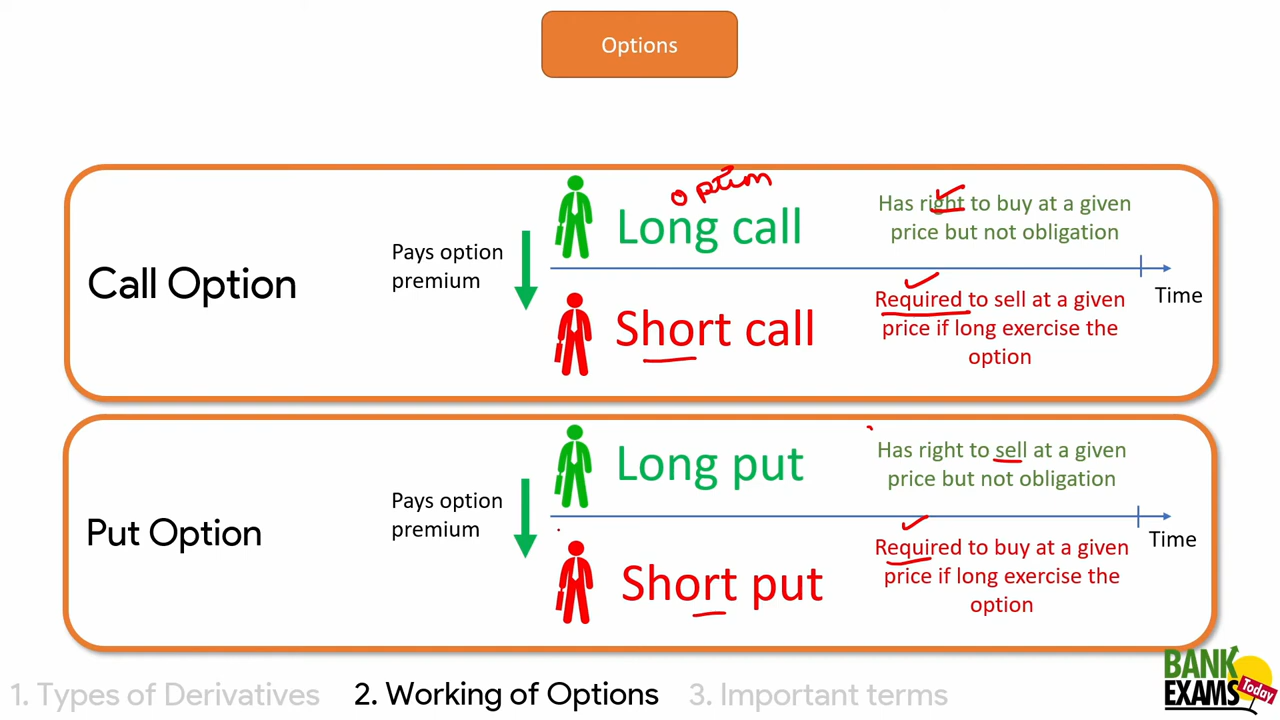 Options
option
Long call
Has right to buy at a given
price but not obligation
Pays option
premium
Call Option
Time
Short call
Required to sell at a given
price if long exercise the
option
Long put
Has right to sell at a given
price but not obligation
Pays option
premium
Put Option
Time
Short put
Required to buy at a given
price if long exercise the
option
1. Types of Derivatives
2. Working of Options
3. Important terms
BANK
EXAMS
Today